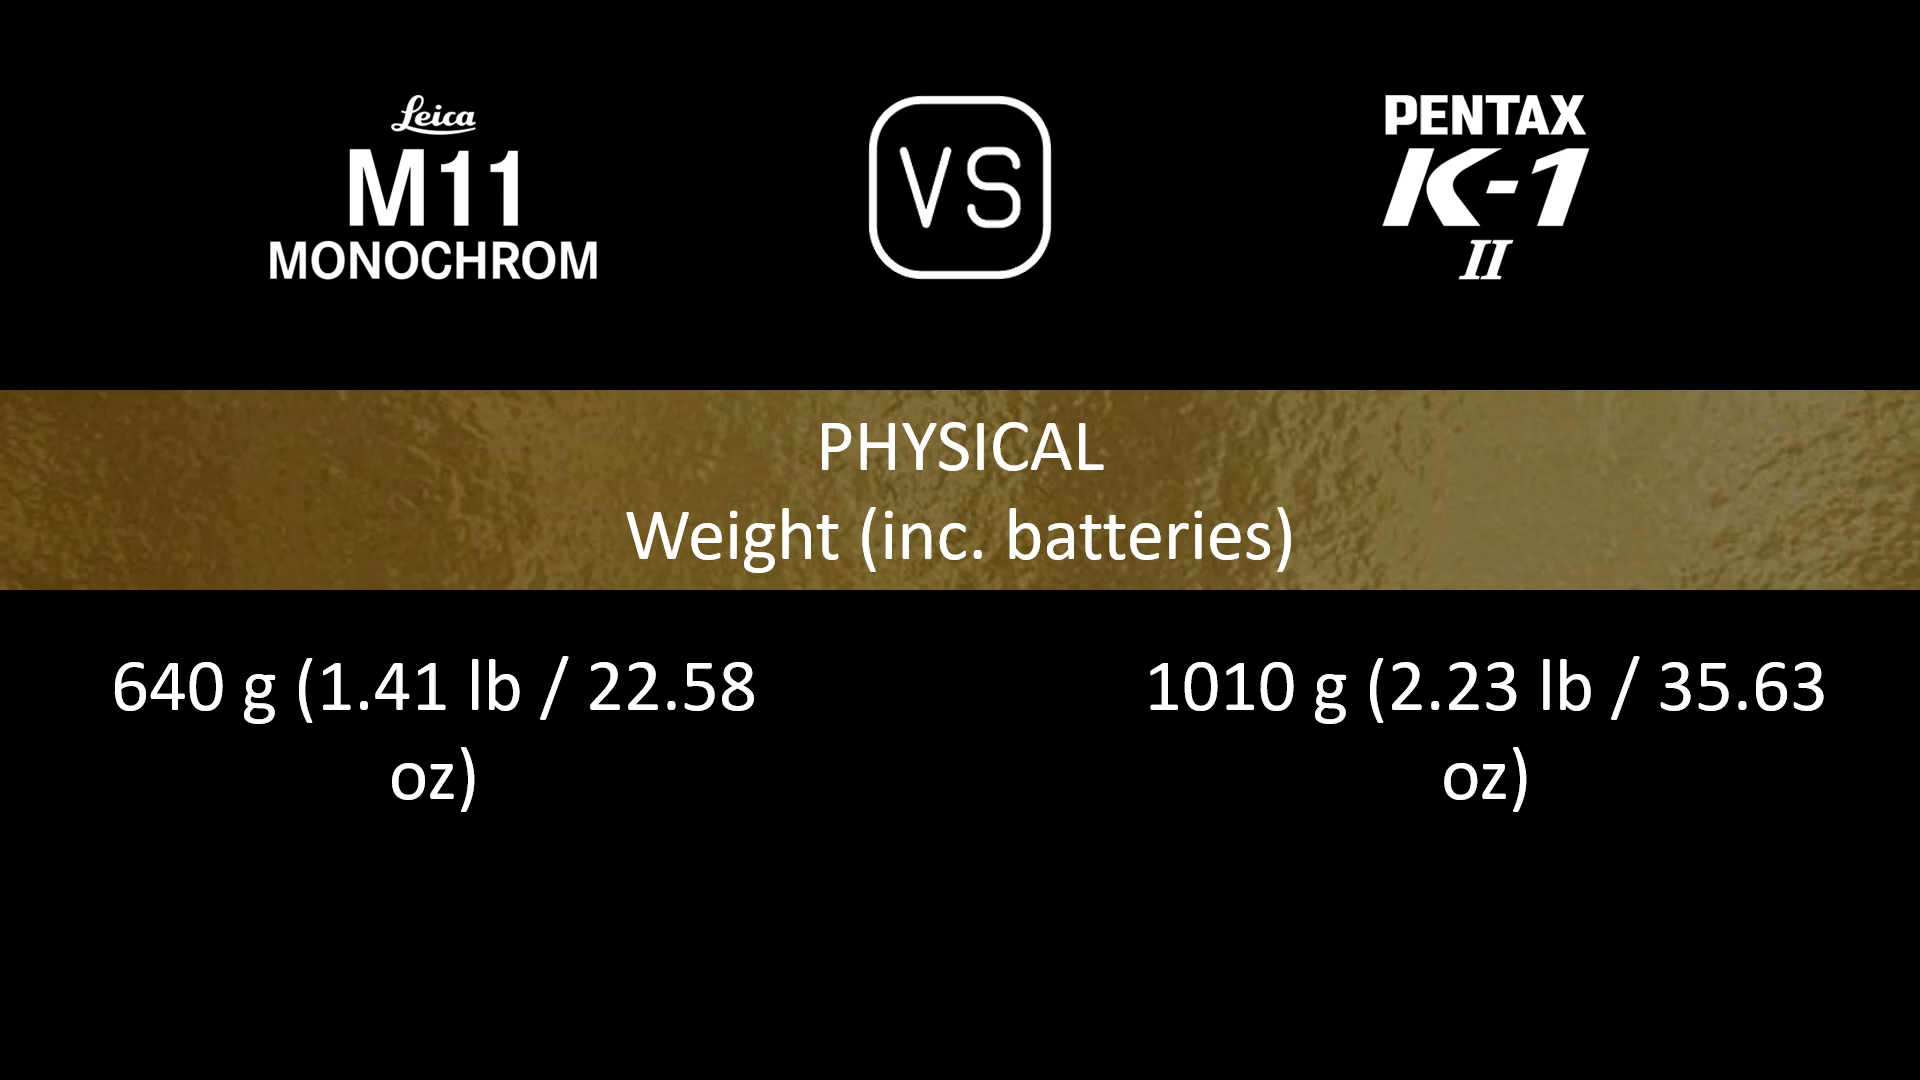 Leica
M11
MONOCHROM
VS
PENTAX
K-1
II
PHYSICAL
Weight (inc. batteries)
640 g (1.41 lb / 22.58
oz)
1010 g (2.23 lb / 35.63
oz)